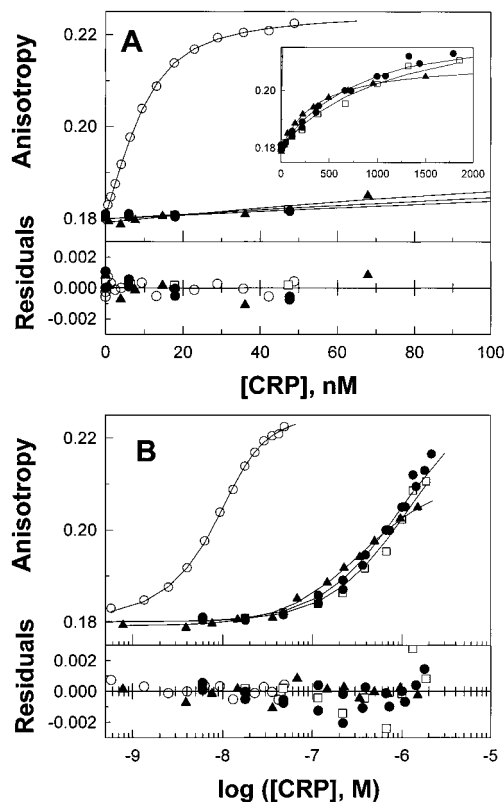 A
0.22
0.20
0.18
Anisotropy
0.20
0.18
0 500 1000 1500 2000
Residuals
0.002
0.000
-0.002
0 20 40 60 80 100
[CRP], nM
B
0.22
0.20
0.18
Anisotropy
Residuals
0.002
0.000
-0.002
-9 -8 -7 -6 -5
log ([CRP], M)